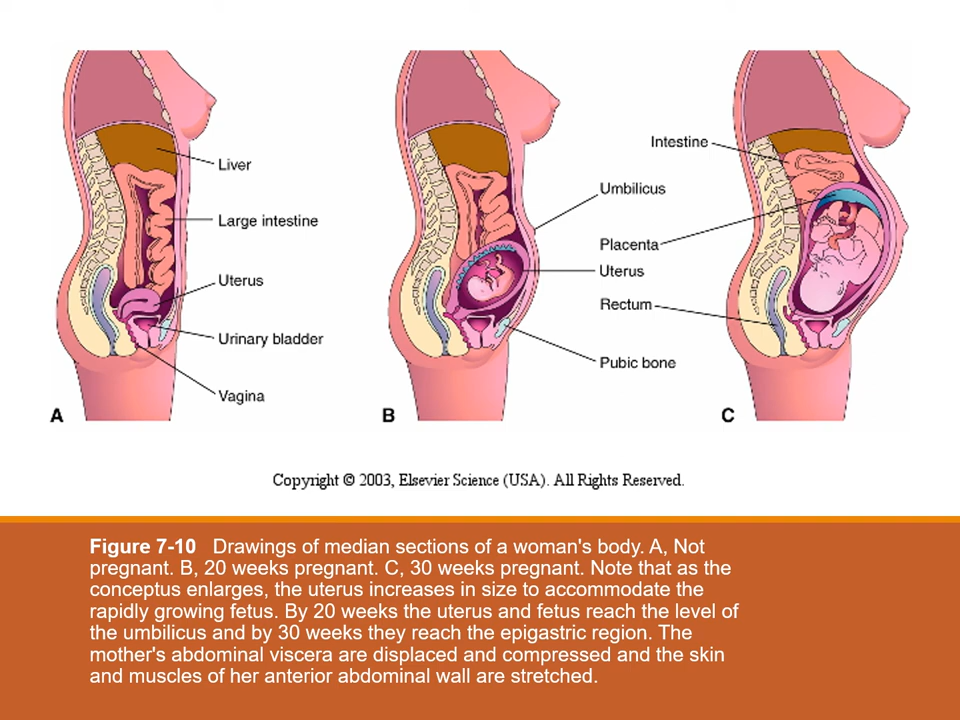 Liver
Large intestine
Uterus
Urinary bladder
Vagina
A
Umbilicus
Placenta
Uterus
Rectum
Pubic bone
B
Intestine
C
Copyright © 2003, Elsevier Science (USA). All Rights Reserved.
Figure 7-10 Drawings of median sections of a woman's body. A, Not
pregnant. B, 20 weeks pregnant. C, 30 weeks pregnant. Note that as the
conceptus enlarges, the uterus increases in size to accommodate the
rapidly growing fetus. By 20 weeks the uterus and fetus reach the level of
the umbilicus and by 30 weeks they reach the epigastric region. The
mother's abdominal viscera are displaced and compressed and the skin
and muscles of her anterior abdominal wall are stretched.